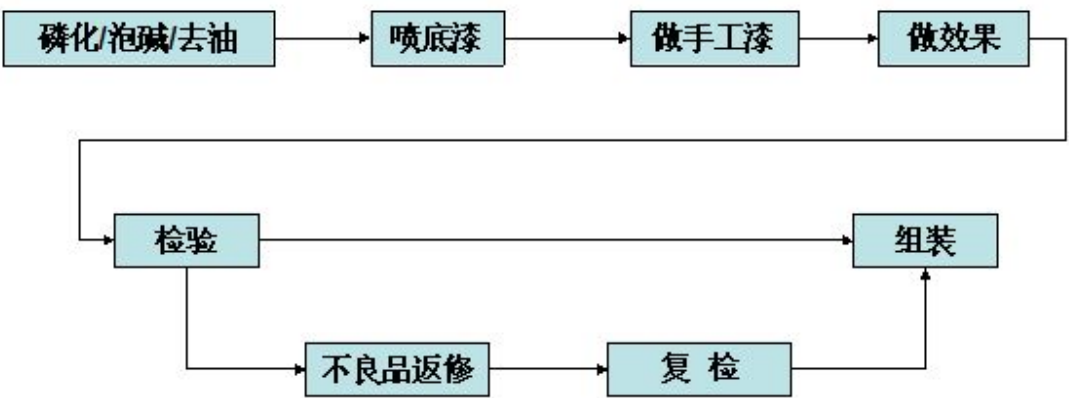 磷化/泡碱/去油
喷底漆
做手工漆
做效果
检验
组装
不良品返修
复 检